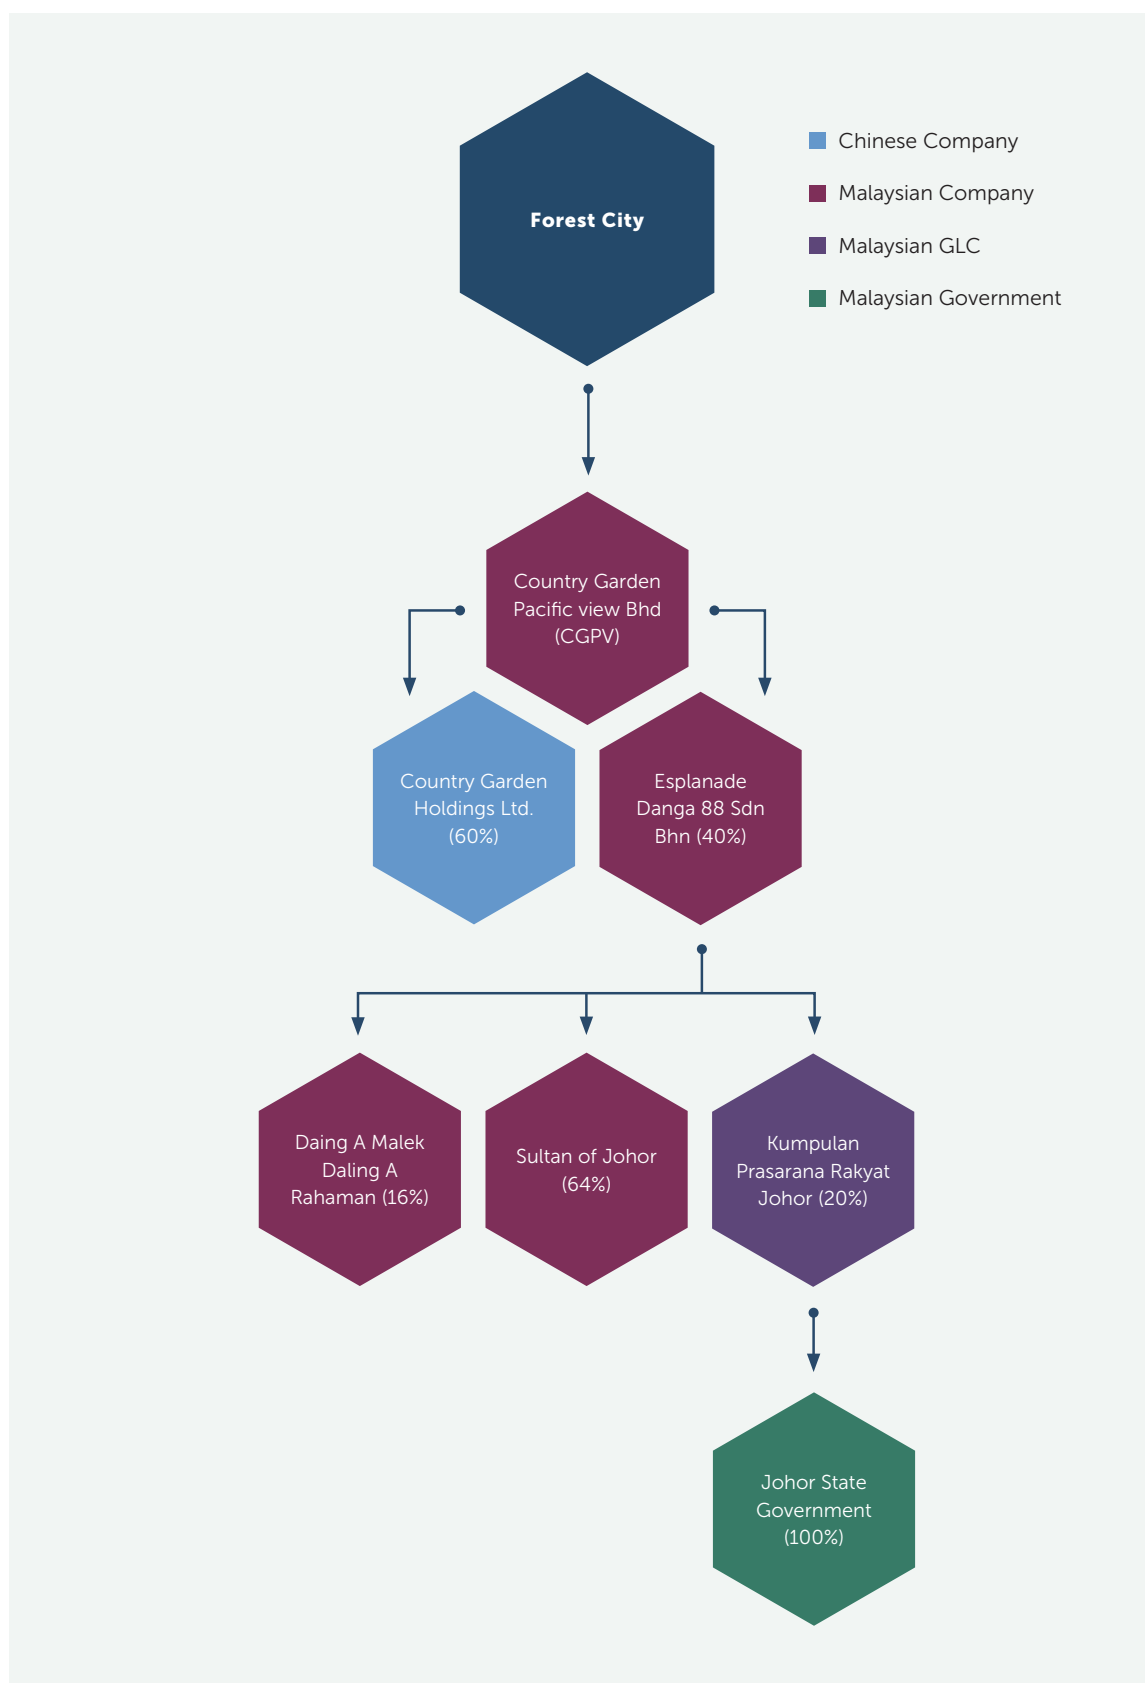 Forest City
Chinese Company
Malaysian Company
Malaysian GLC
Malaysian Government
Country Garden
Pacific view Bhd
(CGPV)
Country Garden
Holdings Ltd.
(60%)
Esplanade
Danga 88 Sdn
Bhn (40%)
Daing A Malek
Daling A
Rahaman (16%)
Sultan of Johor
(64%)
Kumpulan
Prasarana Rakyat
Johor (20%)
Johor State
Government
(100%)